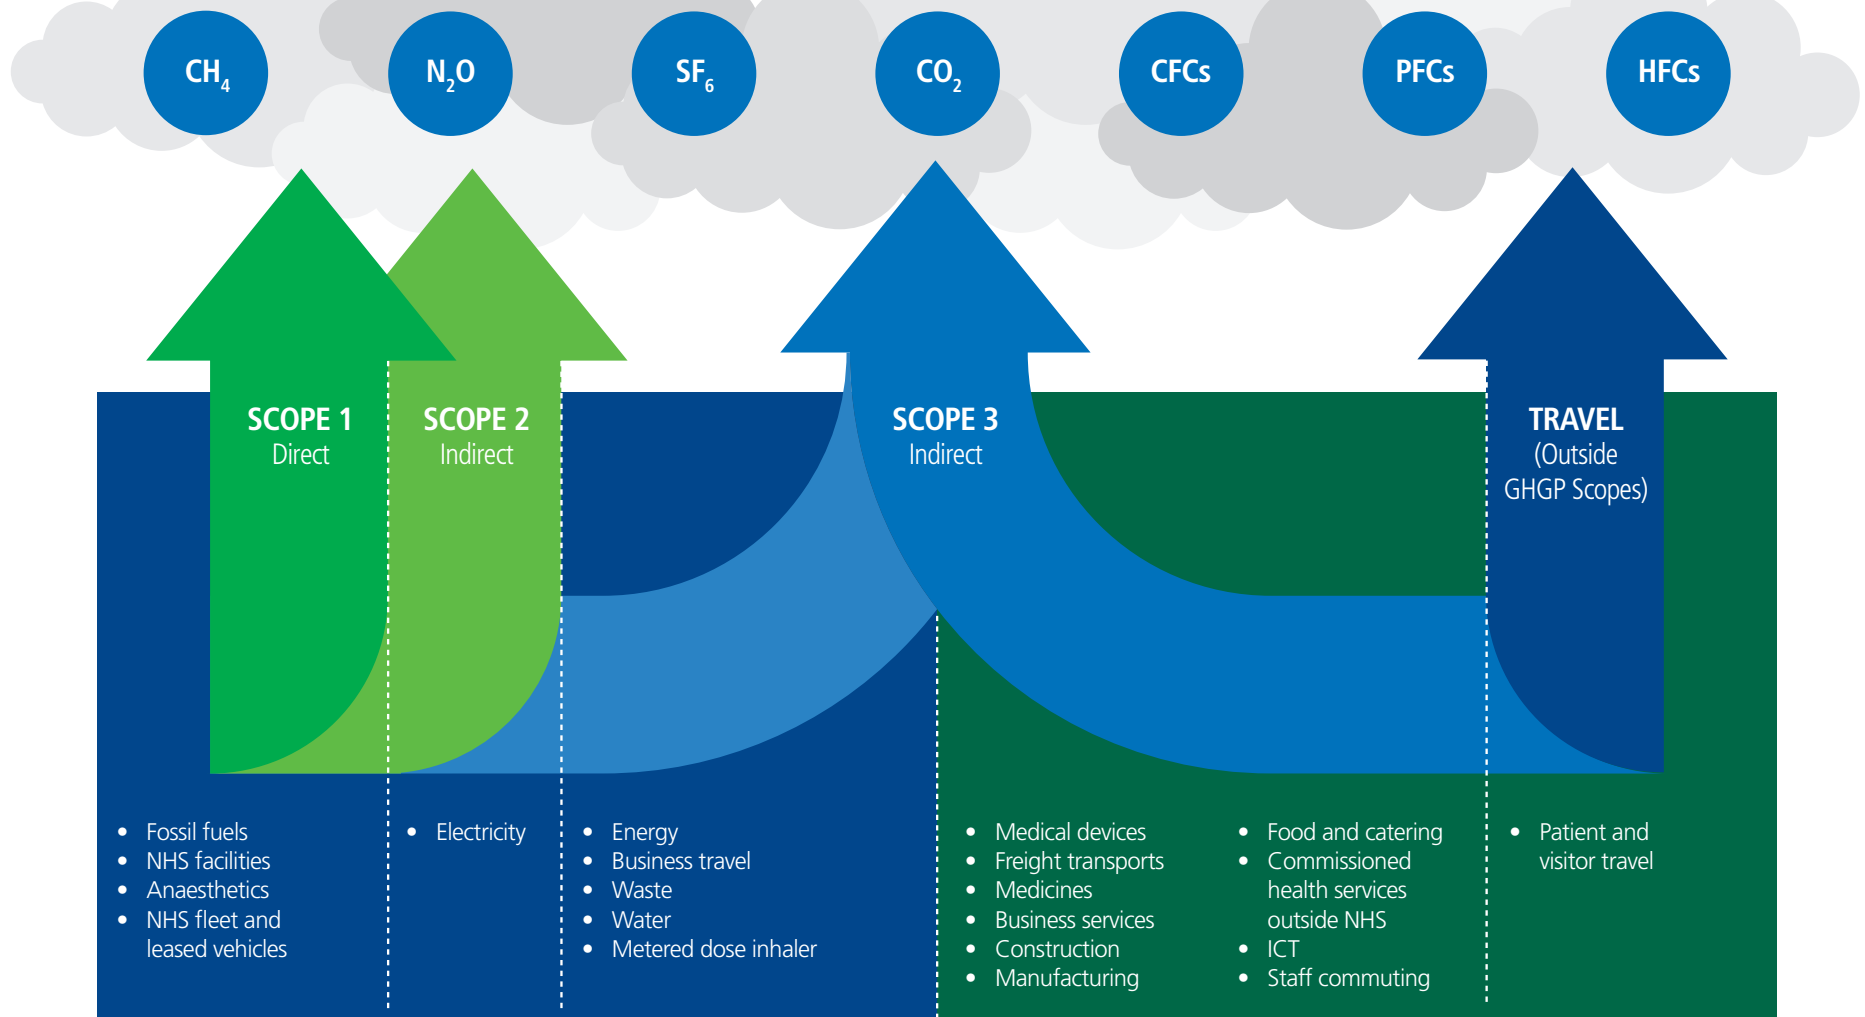 CH4
N2O
SF6
CO2
CFCs
PFCs
HFCs
SCOPE 1
Direct
SCOPE 2
Indirect
SCOPE 3
Indirect
TRAVEL
(Outside
GHGP Scopes)
• Fossil fuels
• NHS facilities
• Anaesthetics
• NHS fleet and
leased vehicles
• Electricity
• Energy
• Business travel
• Waste
• Water
• Metered dose inhaler
• Medical devices
• Freight transports
• Medicines
• Business services
• Construction
• Manufacturing
• Food and catering
• Commissioned
health services
outside NHS
• ICT
• Staff commuting
• Patient and
visitor travel